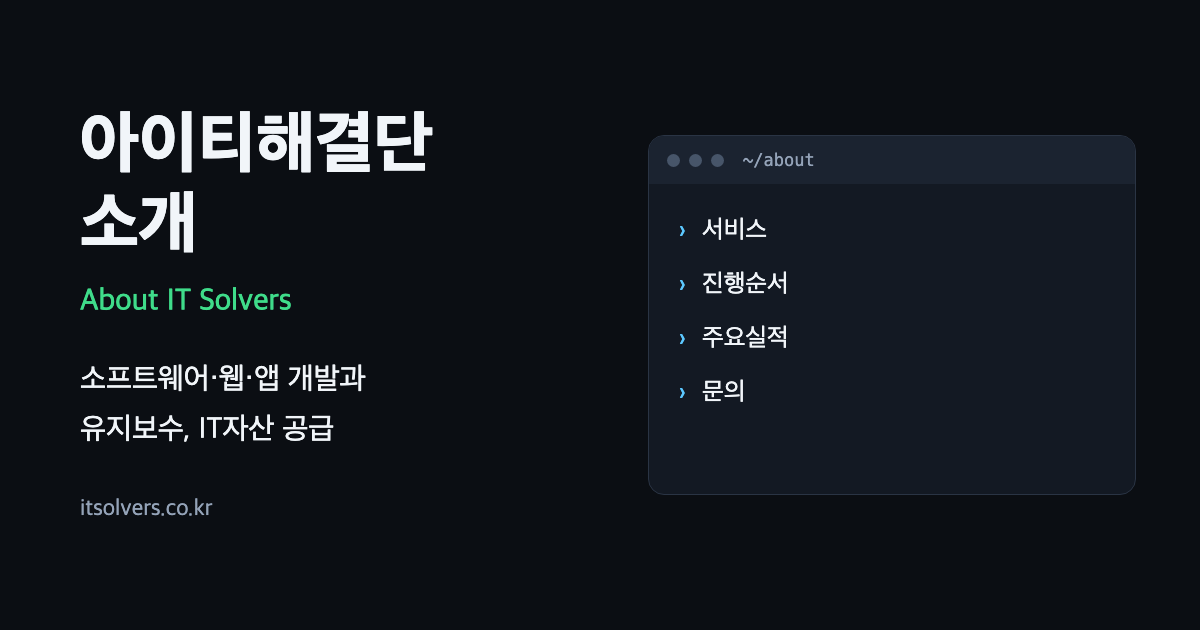 아이티해결단
소개
About IT Solvers
소프트웨어·웹·앱 개발과
유지보수, IT자산 공급
itsolvers.co.kr
~/about
› 서비스
› 진행순서
› 주요실적
› 문의